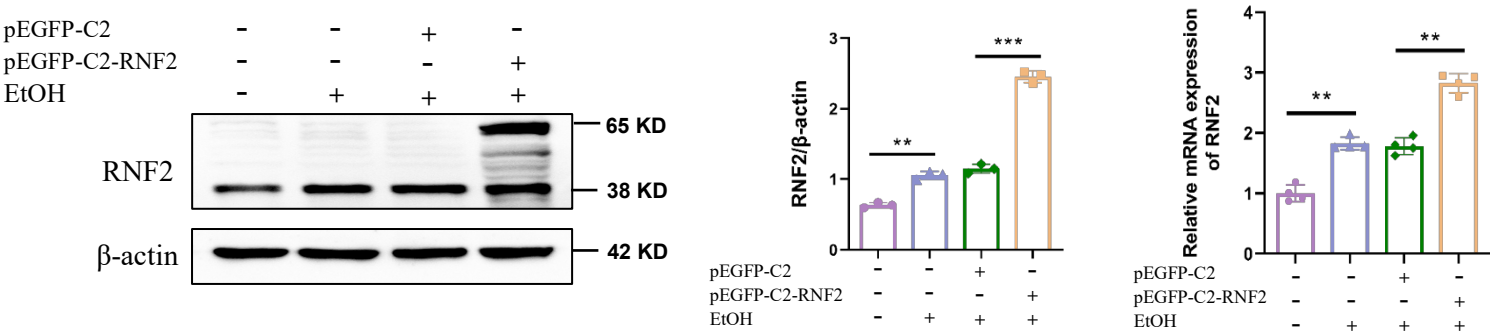 pEGFP-C2 - - + -
pEGFP-C2-RNF2 - - - +
EtOH - + + +
RNF2
65 KD
38 KD
β-actin
42 KD
RNF2/β-actin
3
2
1
0
**
***
pEGFP-C2 - - + -
pEGFP-C2-RNF2 - - - +
EtOH - + + +
Relative mRNA expression
of RNF2
4
3
2
1
0
**
**
pEGFP-C2 - - + -
pEGFP-C2-RNF2 - - - +
EtOH - + + +